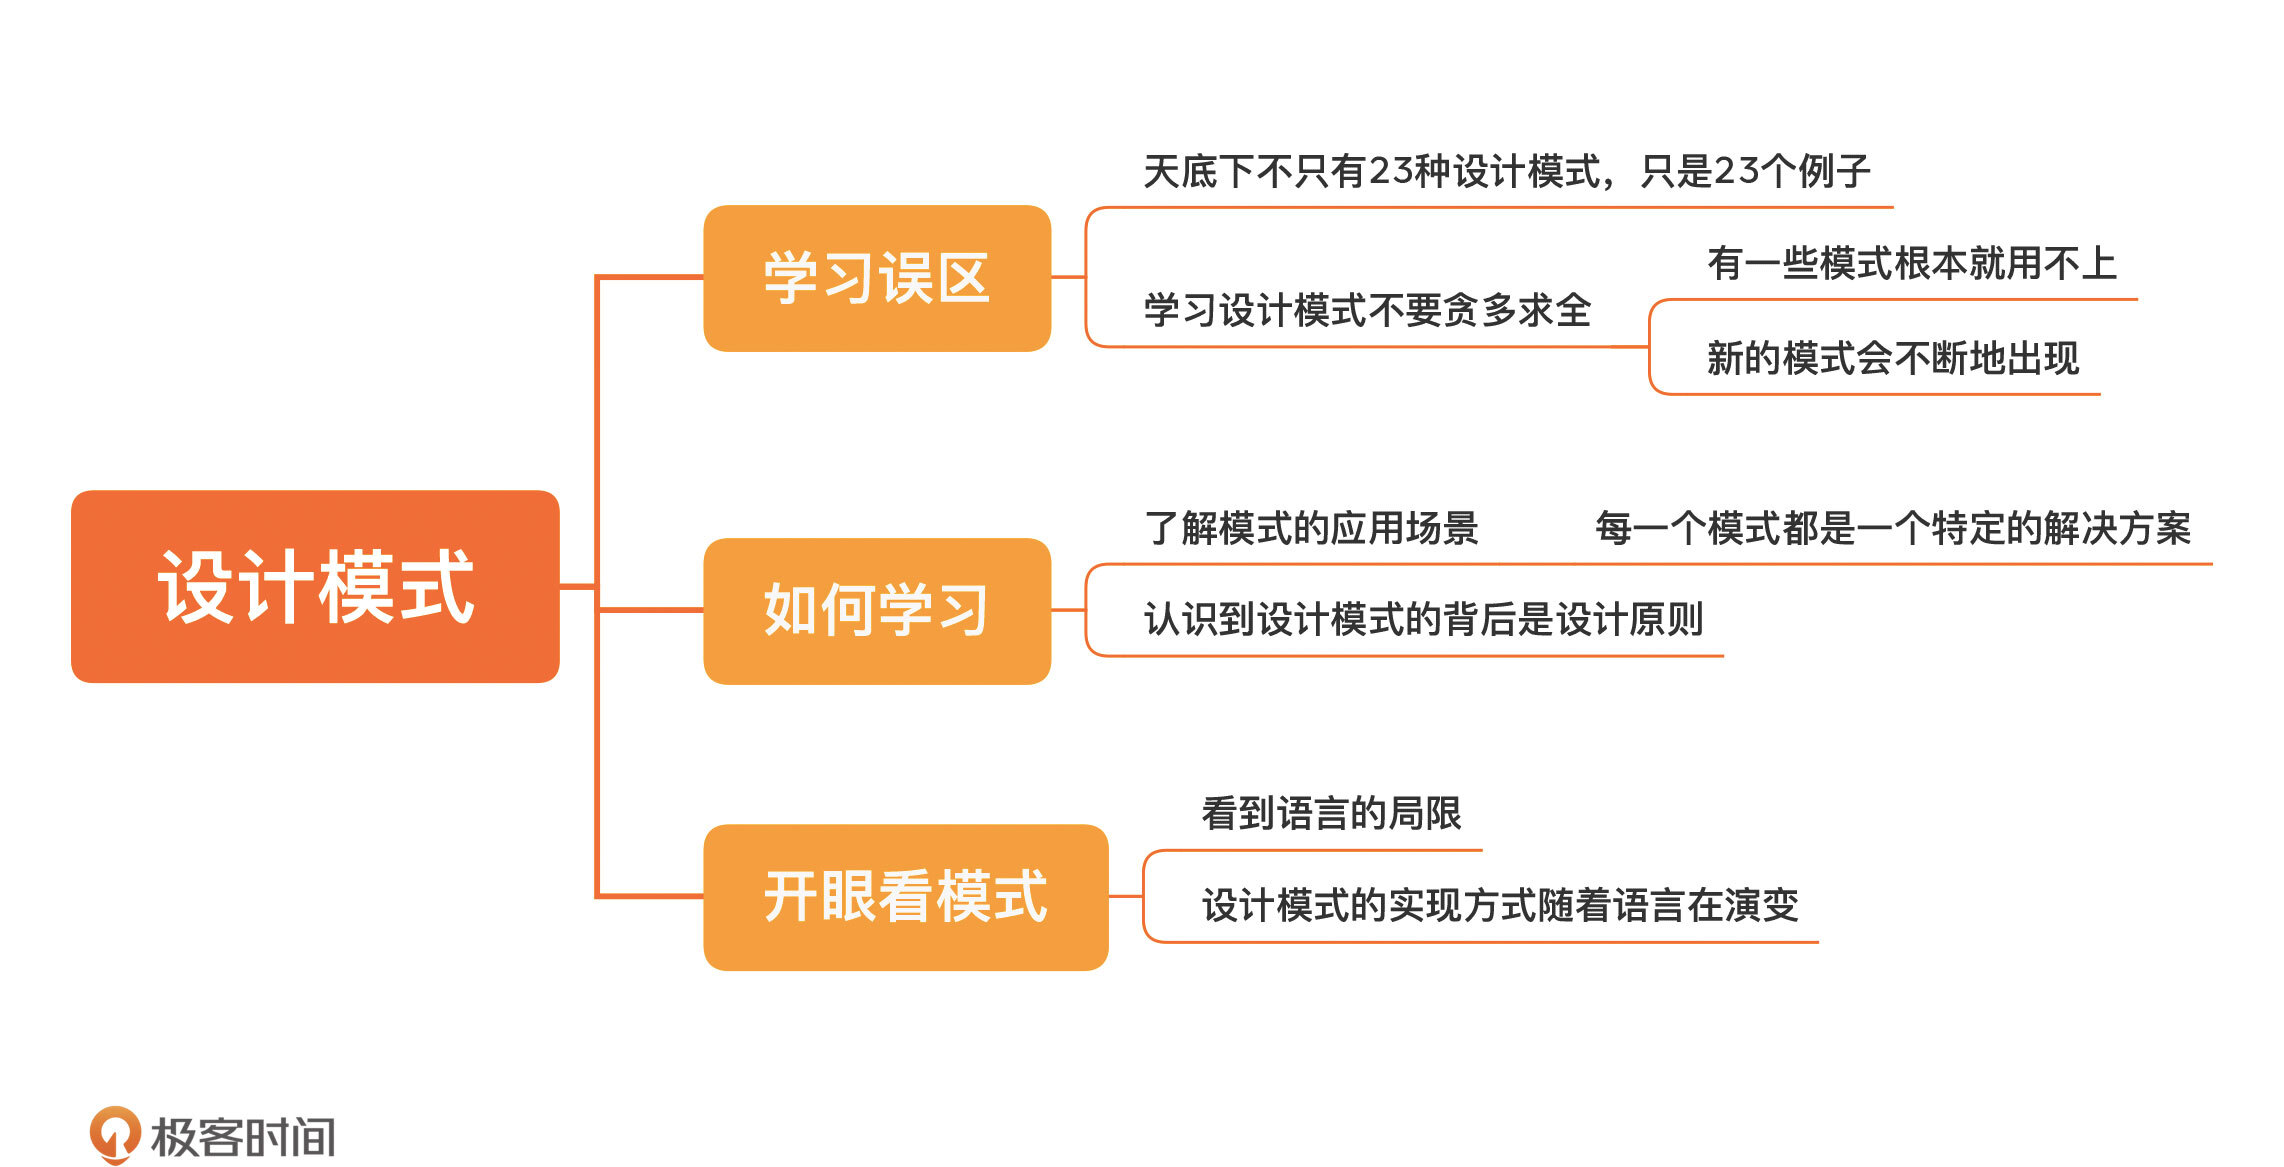 设计模式
学习误区
天底下不只有23种设计模式，只是23个例子
学习设计模式不要贪多求全
有一些模式根本就用不上
新的模式会不断地出现
如何学习
了解模式的应用场景
每一个模式都是一个特定的解决方案
认识到设计模式的背后是设计原则
开眼看模式
看到语言的局限
设计模式的实现方式随着语言在演变
极客时间